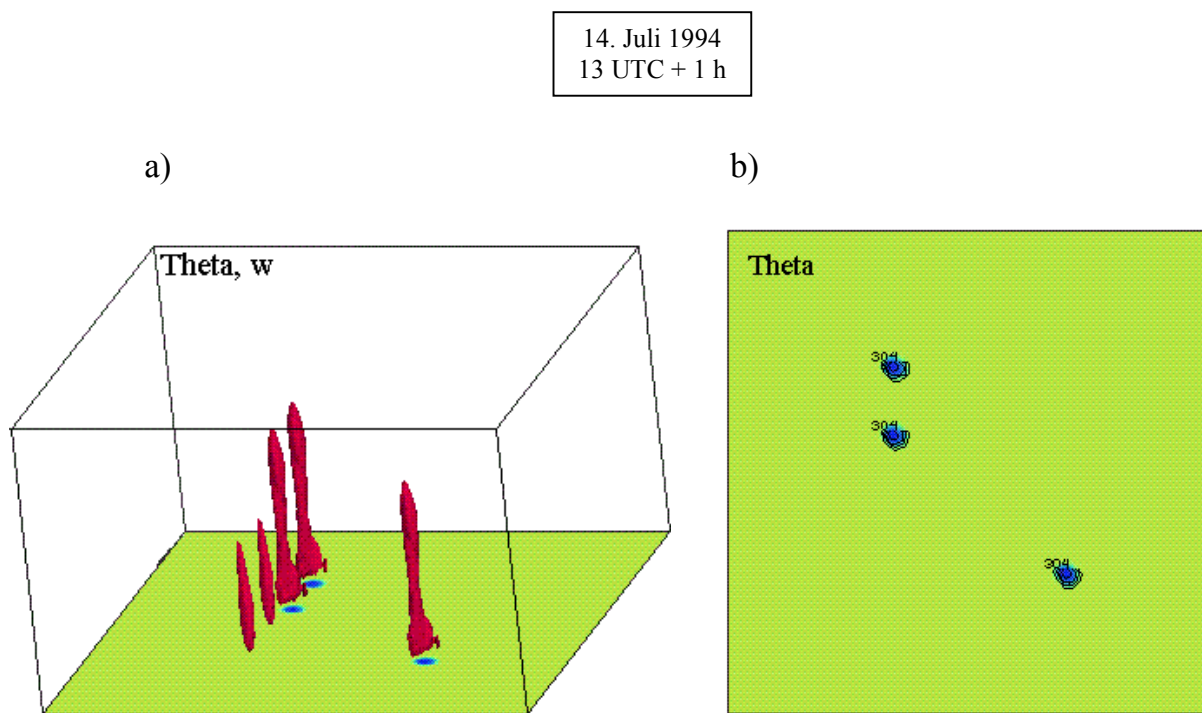 14. Juli 1994
13 UTC + 1 h
a)
b)
Theta, w
Theta
304
304
304